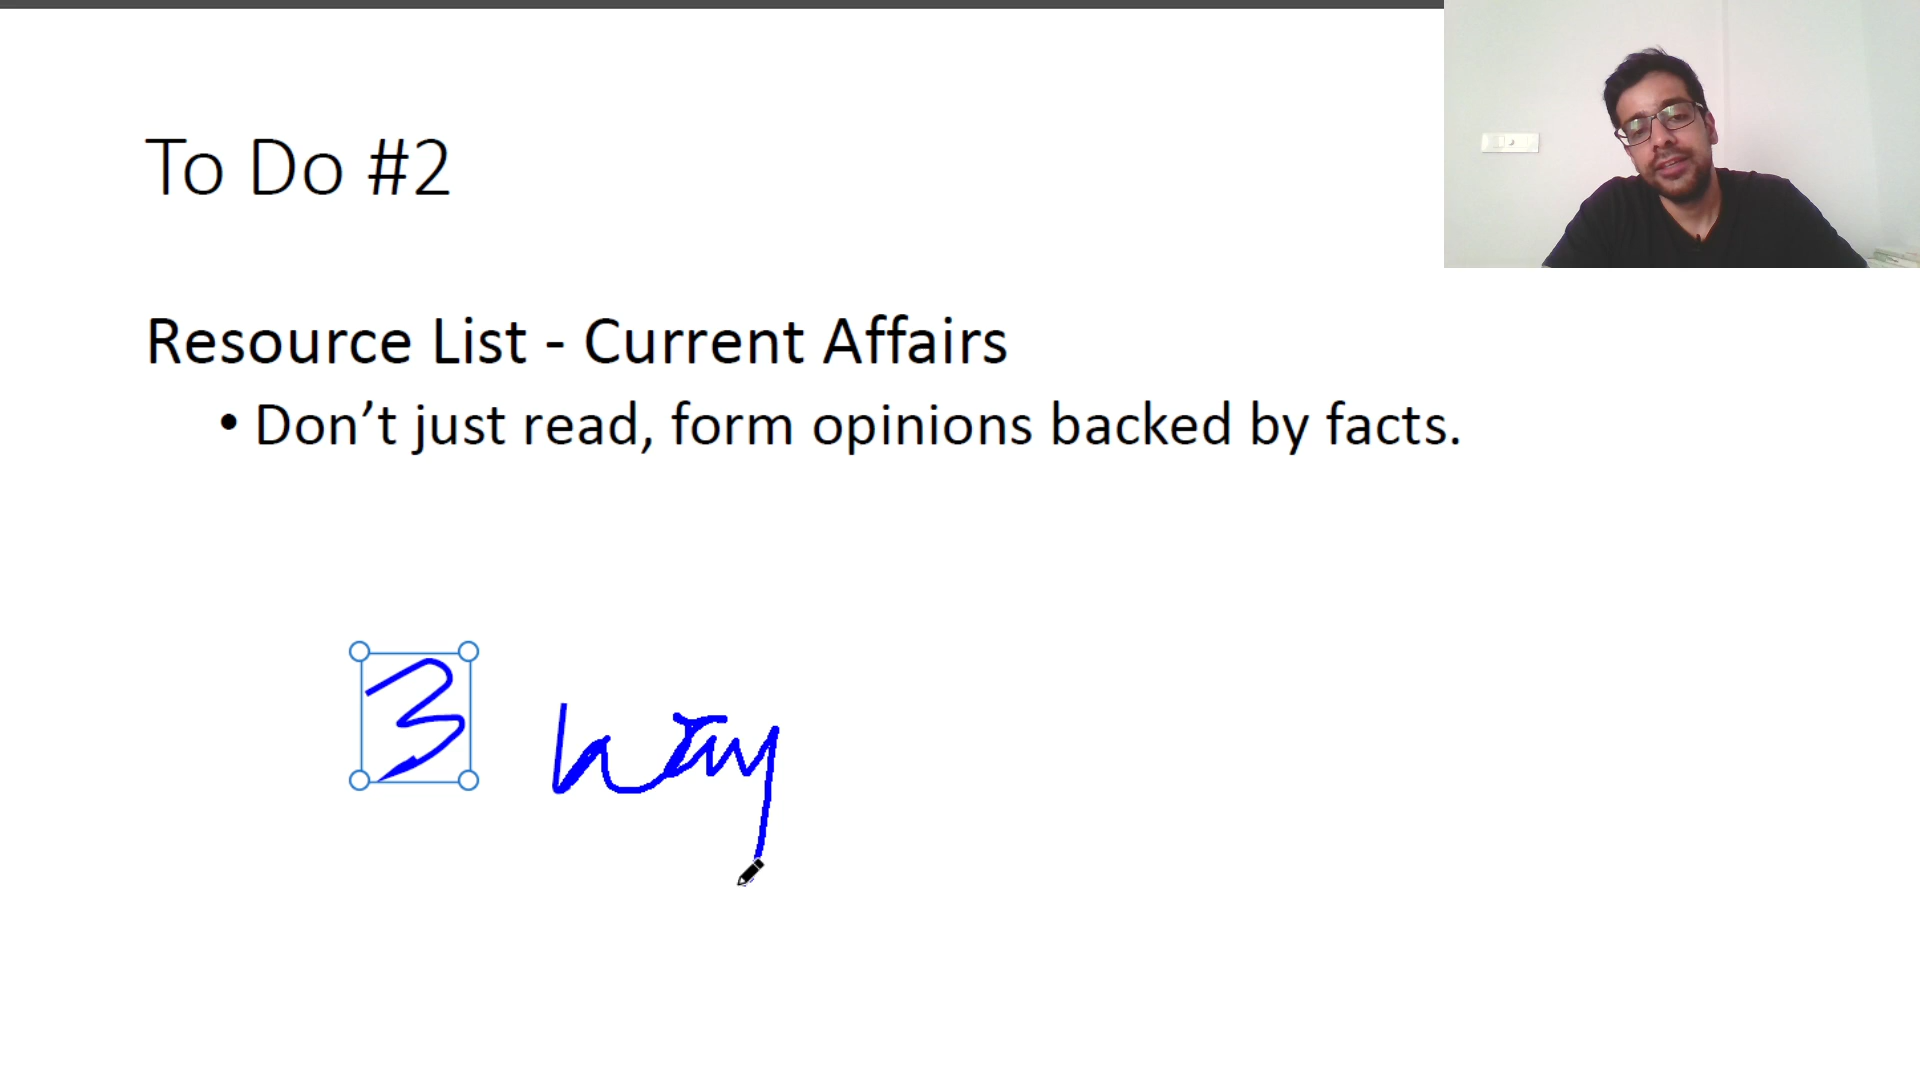 To Do #2
Resource List - Current Affairs
• Don’t just read, form opinions backed by facts.
3 way